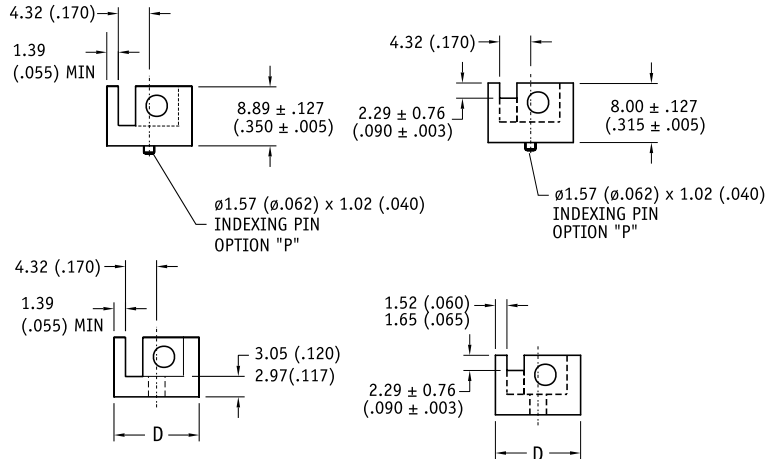 4.32 (.170)
1.39
(.055) MIN
8.89 ± .127
(.350 ± .005)
ø1.57 (ø.062) x 1.02 (.040)
INDEXING PIN
OPTION "P"
4.32 (.170)
2.29 ± 0.76
(.090 ± .003)
8.00 ± .127
(.315 ± .005)
ø1.57 (ø.062) x 1.02 (.040)
INDEXING PIN
OPTION "P"
4.32 (.170)
1.39
(.055) MIN
3.05 (.120)
2.97(.117)
D
1.52 (.060)
1.65 (.065)
2.29 ± 0.76
(.090 ± .003)
D